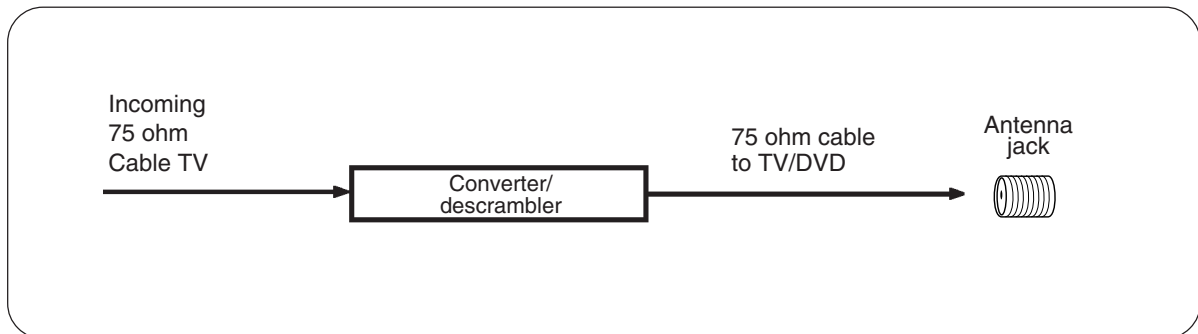 Incoming
75 ohm
Cable TV
Converter/
descrambler
75 ohm cable
to TV/DVD
Antenna
jack